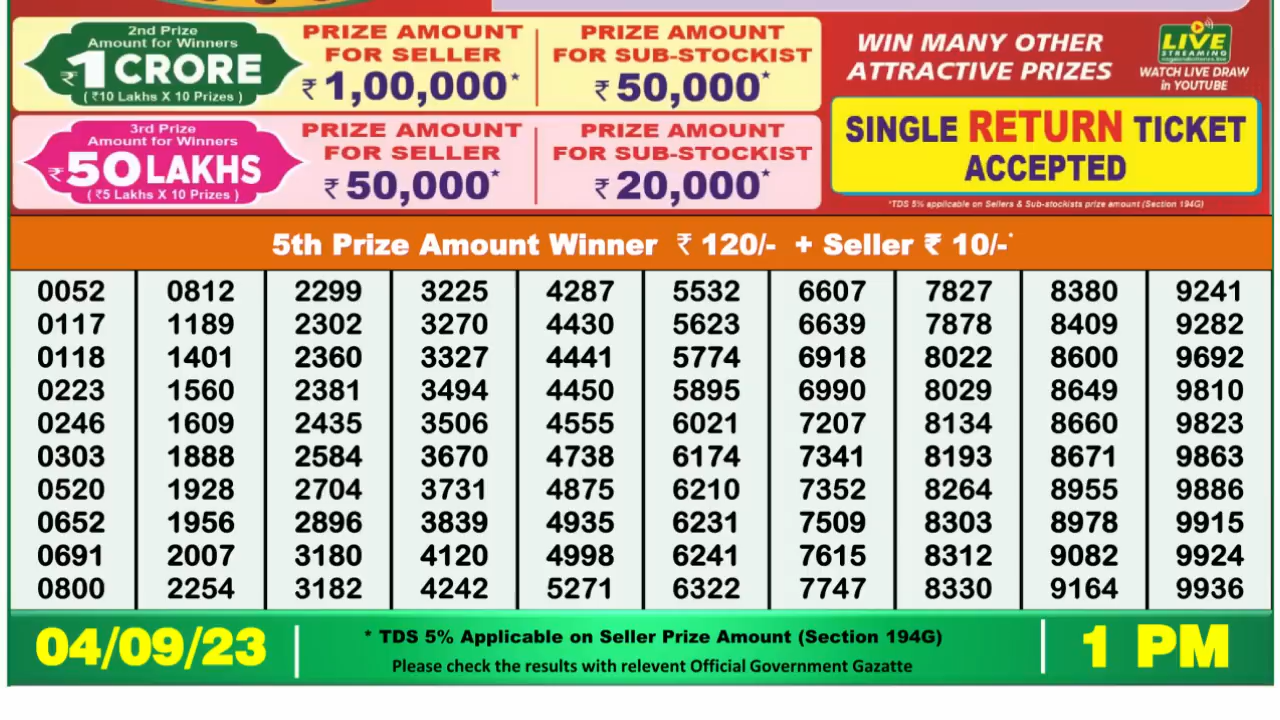 2nd Prize
Amount for Winners
₹1 CRORE
(₹10 Lakhs X 10 Prizes)
PRIZE AMOUNT
FOR SELLER
₹ 1,00,000*
PRIZE AMOUNT
FOR SUB-STOCKIST
₹ 50,000*
WIN MANY OTHER
ATTRACTIVE PRIZES
LIVE
STREAMING
WATCH LIVE DRAW
in YOUTUBE
3rd Prize
Amount for Winners
₹50 LAKHS
(₹5 Lakhs X 10 Prizes)
PRIZE AMOUNT
FOR SELLER
₹ 50,000*
PRIZE AMOUNT
FOR SUB-STOCKIST
₹ 20,000*
SINGLE RETURN TICKET
ACCEPTED
*TDS 5% applicable on Sellers & Sub-stockists prize amount (Section 194G)
5th Prize Amount Winner ₹ 120/- + Seller ₹ 10/-*
0052 0812 2299 3225 4287 5532 6607 7827 8380 9241
0117 1189 2302 3270 4430 5623 6639 7878 8409 9282
0118 1401 2360 3327 4441 5774 6918 8022 8600 9692
0223 1560 2381 3494 4450 5895 6990 8029 8649 9810
0246 1609 2435 3506 4555 6021 7207 8134 8660 9823
0303 1888 2584 3670 4738 6174 7341 8193 8671 9863
0520 1928 2704 3731 4875 6210 7352 8264 8955 9886
0652 1956 2896 3839 4935 6231 7509 8303 8978 9915
0691 2007 3180 4120 4998 6241 7615 8312 9082 9924
0800 2254 3182 4242 5271 6322 7747 8330 9164 9936
04/09/23
* TDS 5% Applicable on Seller Prize Amount (Section 194G)
Please check the results with relevent Official Government Gazatte
1 PM